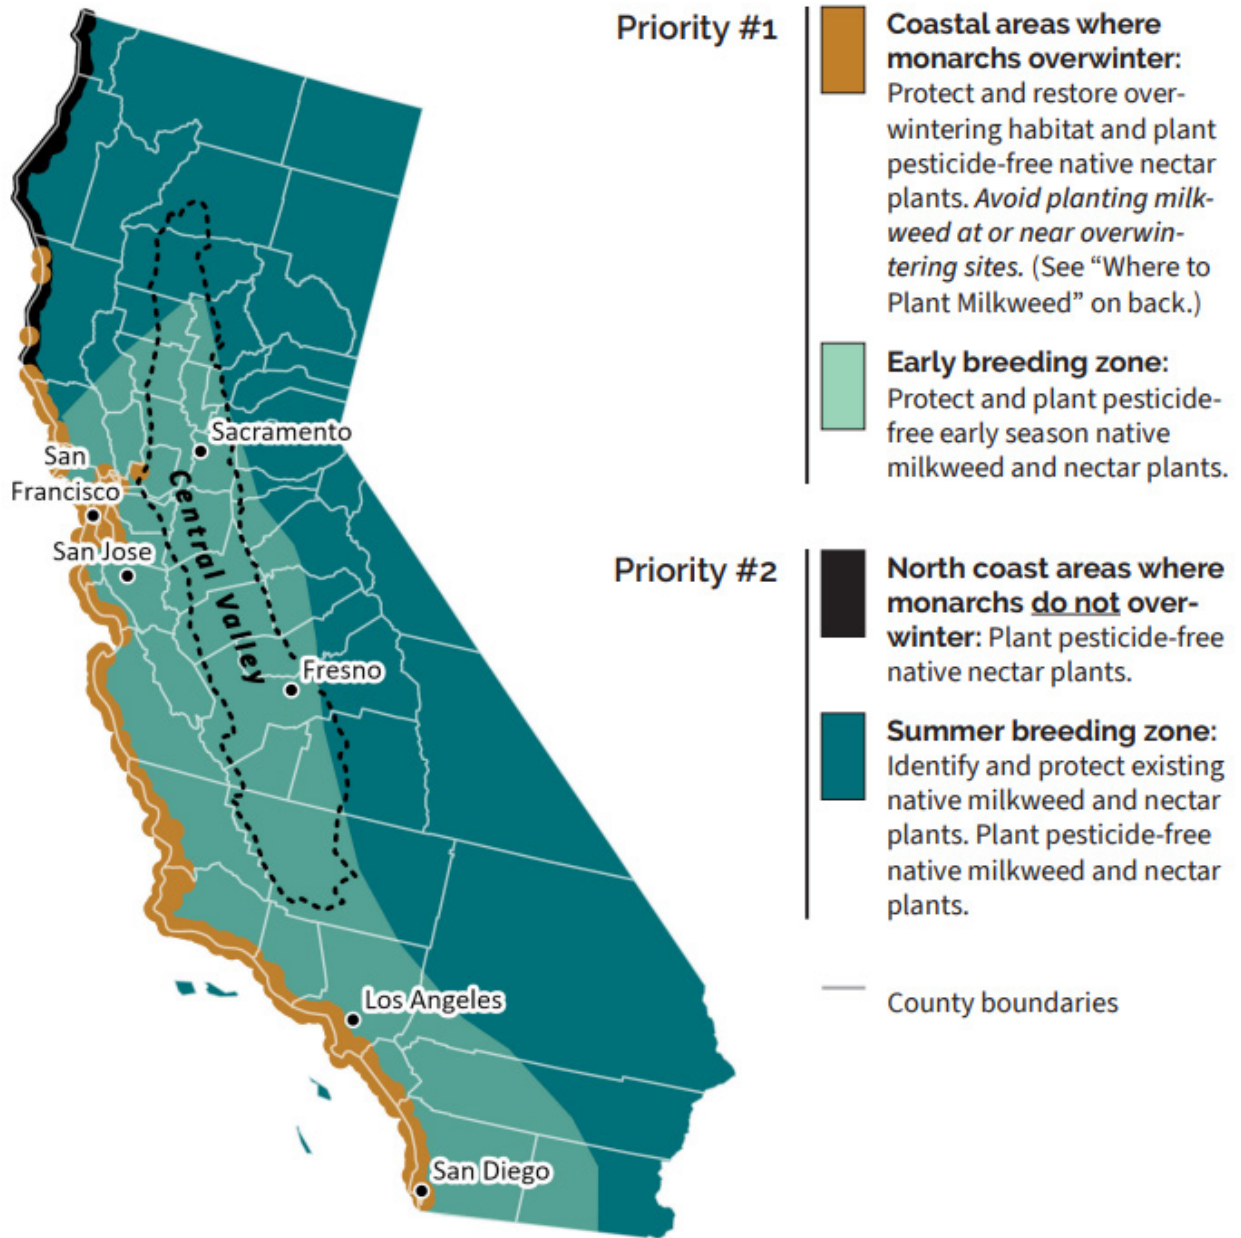 Priority #1
Coastal areas where
monarchs overwinter:
Protect and restore over-
wintering habitat and plant
pesticide-free native nectar
plants. Avoid planting milk-
weed at or near overwin-
tering sites. (See “Where to
Plant Milkweed” on back.)
Early breeding zone:
Protect and plant pesticide-
free early season native
milkweed and nectar plants.
Priority #2
North coast areas where
monarchs do not over-
winter: Plant pesticide-free
native nectar plants.
Summer breeding zone:
Identify and protect existing
native milkweed and nectar
plants. Plant pesticide-free
native milkweed and nectar
plants.
County boundaries
Sacramento
San
Francisco
San Jose
Central Valley
Fresno
Los Angeles
San Diego